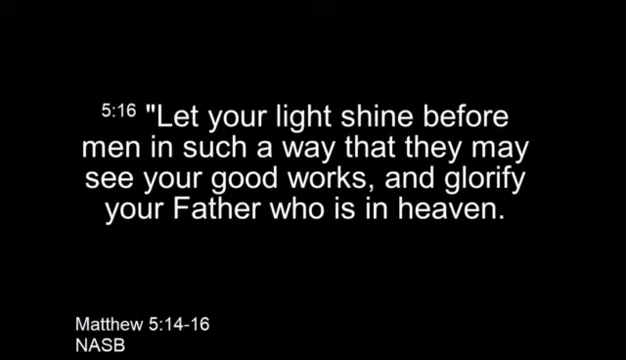 5:16 "Let your light shine before
men in such a way that they may
see your good works, and glorify
your Father who is in heaven.
Matthew 5:14-16
NASB